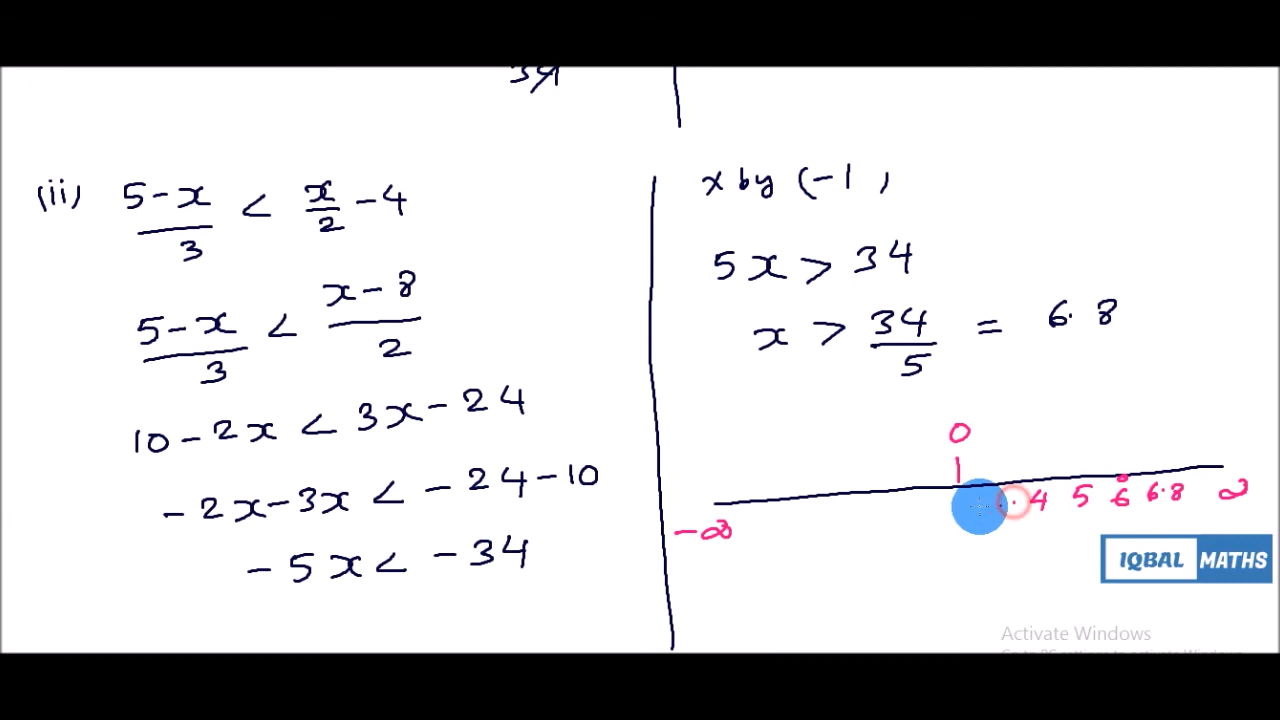 (ii) 5-x/3 < x/2 - 4
5-x/3 < x-8/2
10 - 2x < 3x - 24
- 2x - 3x < - 24 - 10
- 5x < - 34
x by (-1)
5x > 34
x > 34/5 = 6.8
0
-∞ . . 4 5 6 6.8 ∞
IQBAL MATHS
Activate Windows